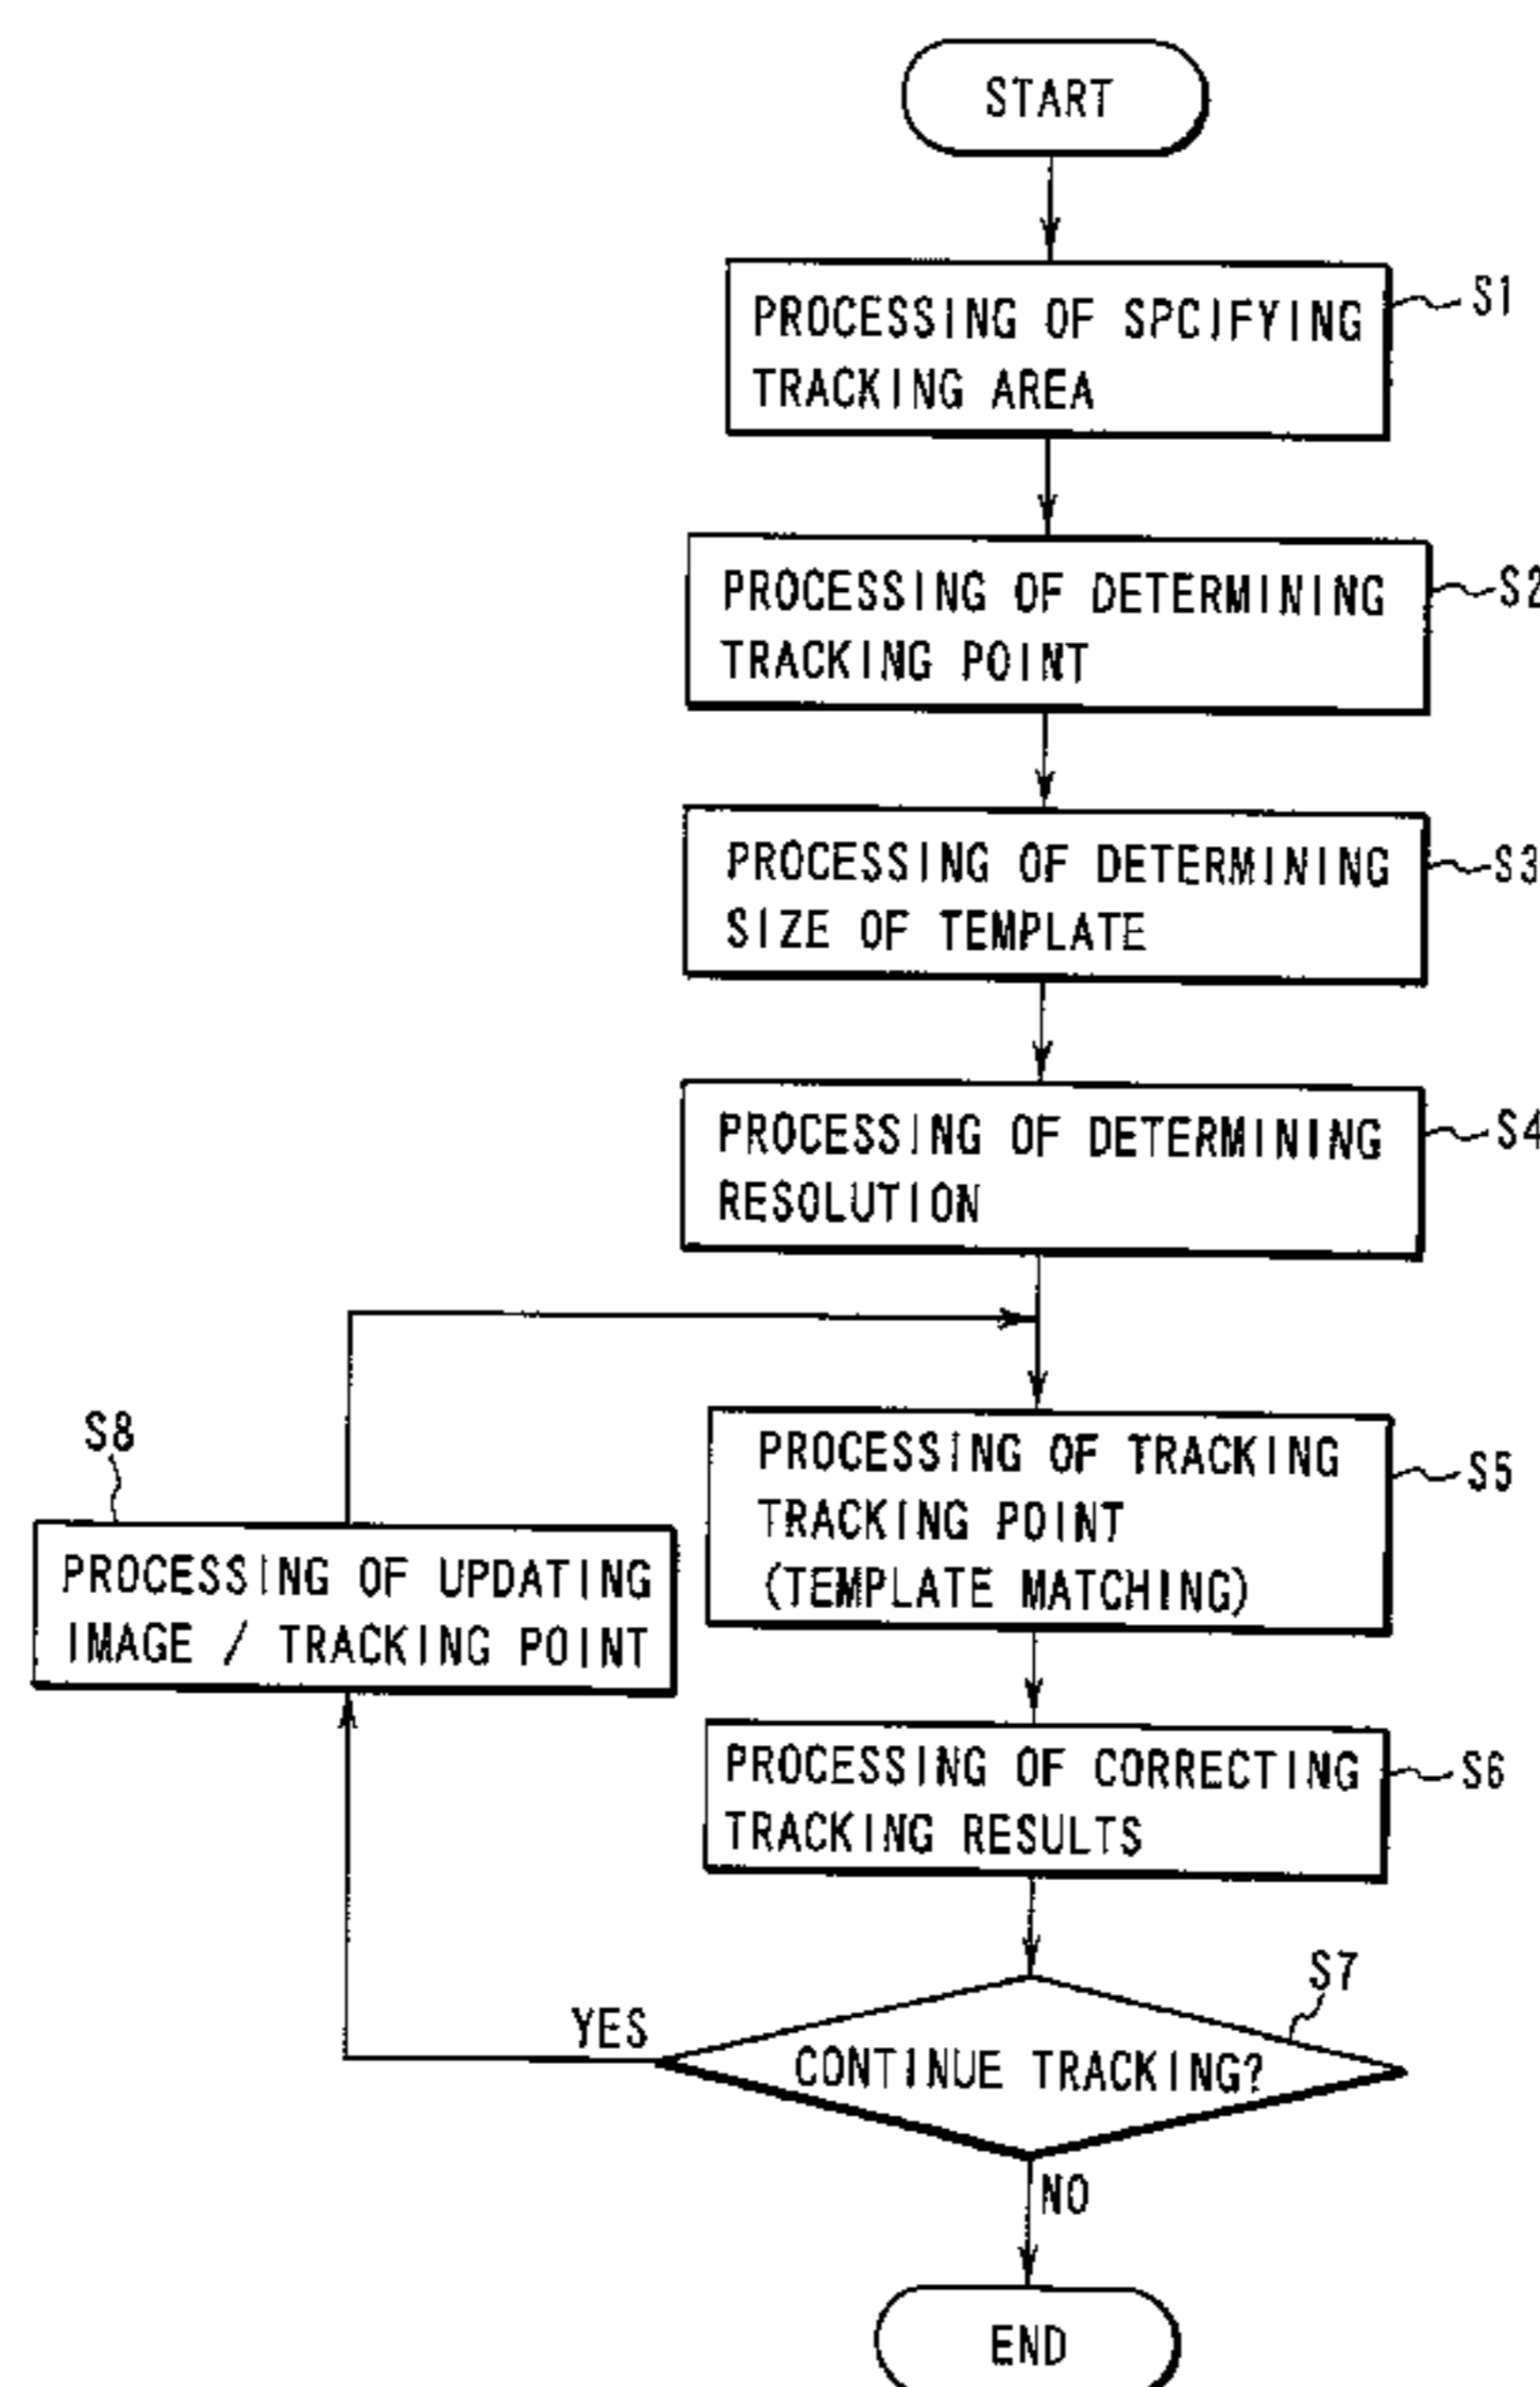 START
PROCESSING OF SPCIFYING
TRACKING AREA
S1
PROCESSING OF DETERMINING
TRACKING POINT
S2
PROCESSING OF DETERMINING
SIZE OF TEMPLATE
S3
PROCESSING OF DETERMINING
RESOLUTION
S4
S8
PROCESSING OF UPDATING
IMAGE / TRACKING POINT
PROCESSING OF TRACKING
TRACKING POINT
(TEMPLATE MATCHING)
S5
PROCESSING OF CORRECTING
TRACKING RESULTS
S6
S7
YES
CONTINUE TRACKING?
NO
END